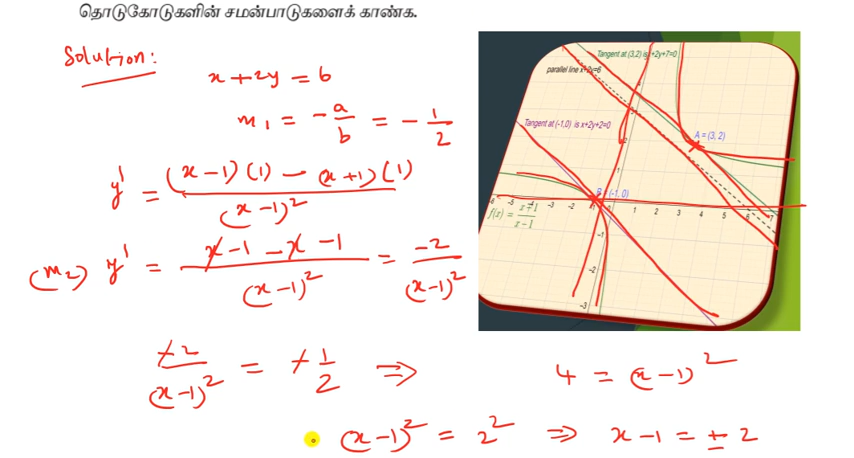 தொடுகோடுகளின் சமன்பாடுகளைக் காண்க.
Solution:
x + 2y = 6
m₁ = -a/b = -1/2
y' = ((x-1)(1) - (x+1)(1))/(x-1)²
(m₂) y' = (x-1-x-1)/(x-1)² = -2/(x-1)²
-2/(x-1)² = -1/2 ⇒ 4 = (x-1)²
(x-1)² = 2² ⇒ x-1 = ±2
Tangent at (3,2) is x+2y+7=0
parallel line x+2y=6
Tangent at (-1,0) is x+2y+2=0
A = (3, 2)
B = (-1, 0)
f(x) = (x+1)/(x-1)